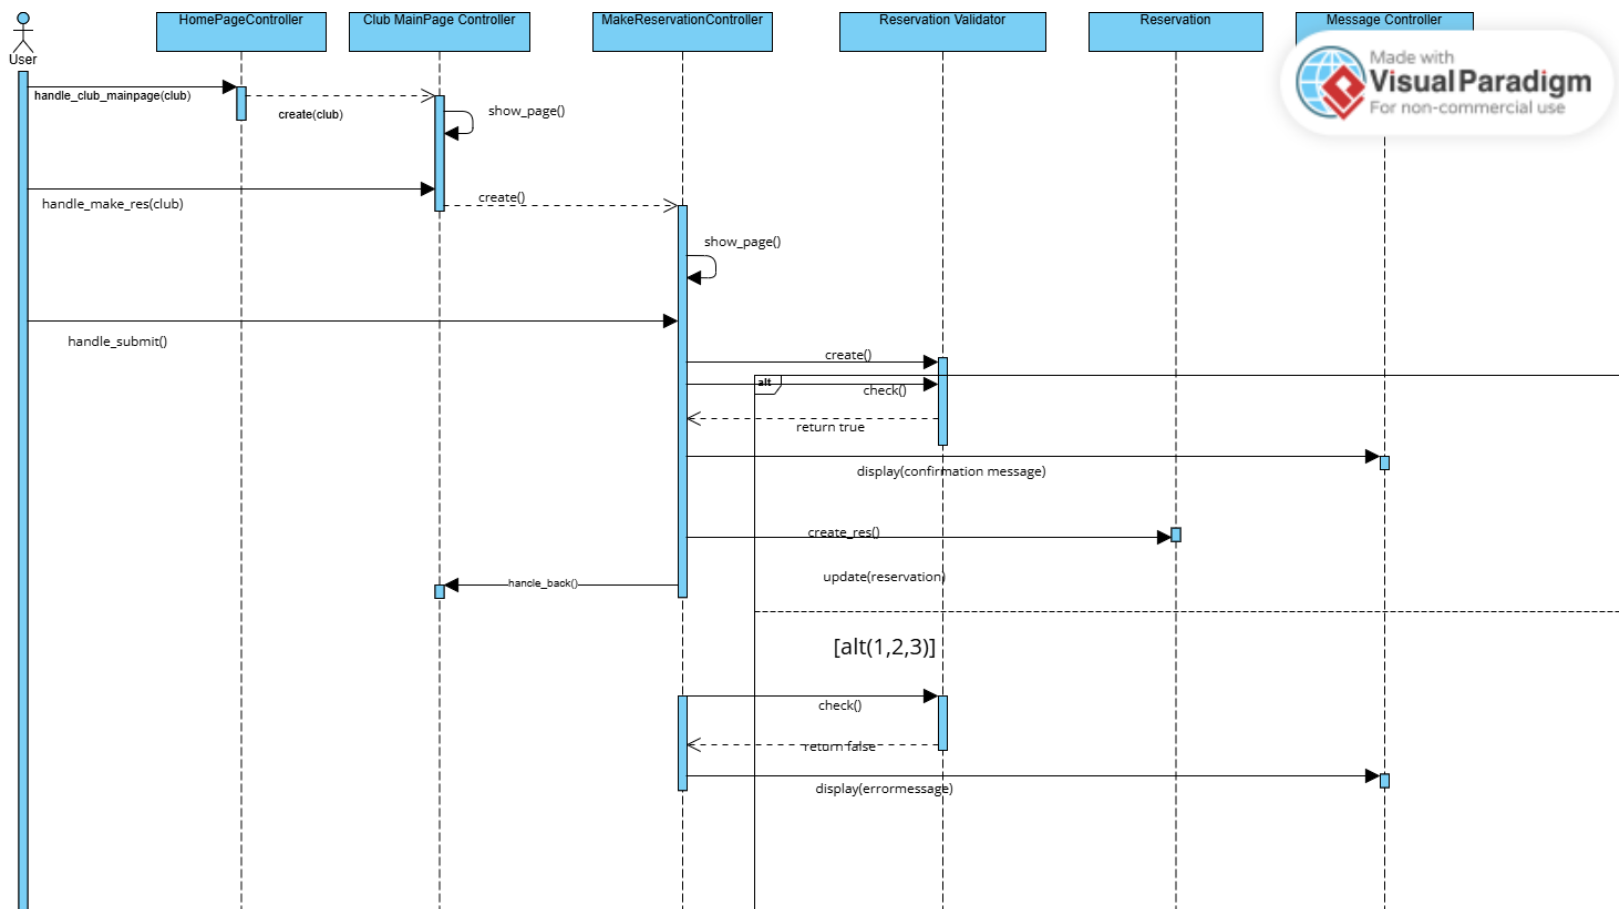 HomePageController
Club MainPage Controller
MakeReservationController
Reservation Validator
Reservation
Message Controller
User
Made with
Visual Paradigm
For non-commercial use
handle_club_mainpage(club)
create(club)
show_page()
handle_make_res(club)
create()
show_page()
handle_submit()
create()
alt
check()
return true
display(confirmation message)
create_res()
update(reservation)
handle_back()
[alt(1,2,3)]
check()
return false
display(errormessage)